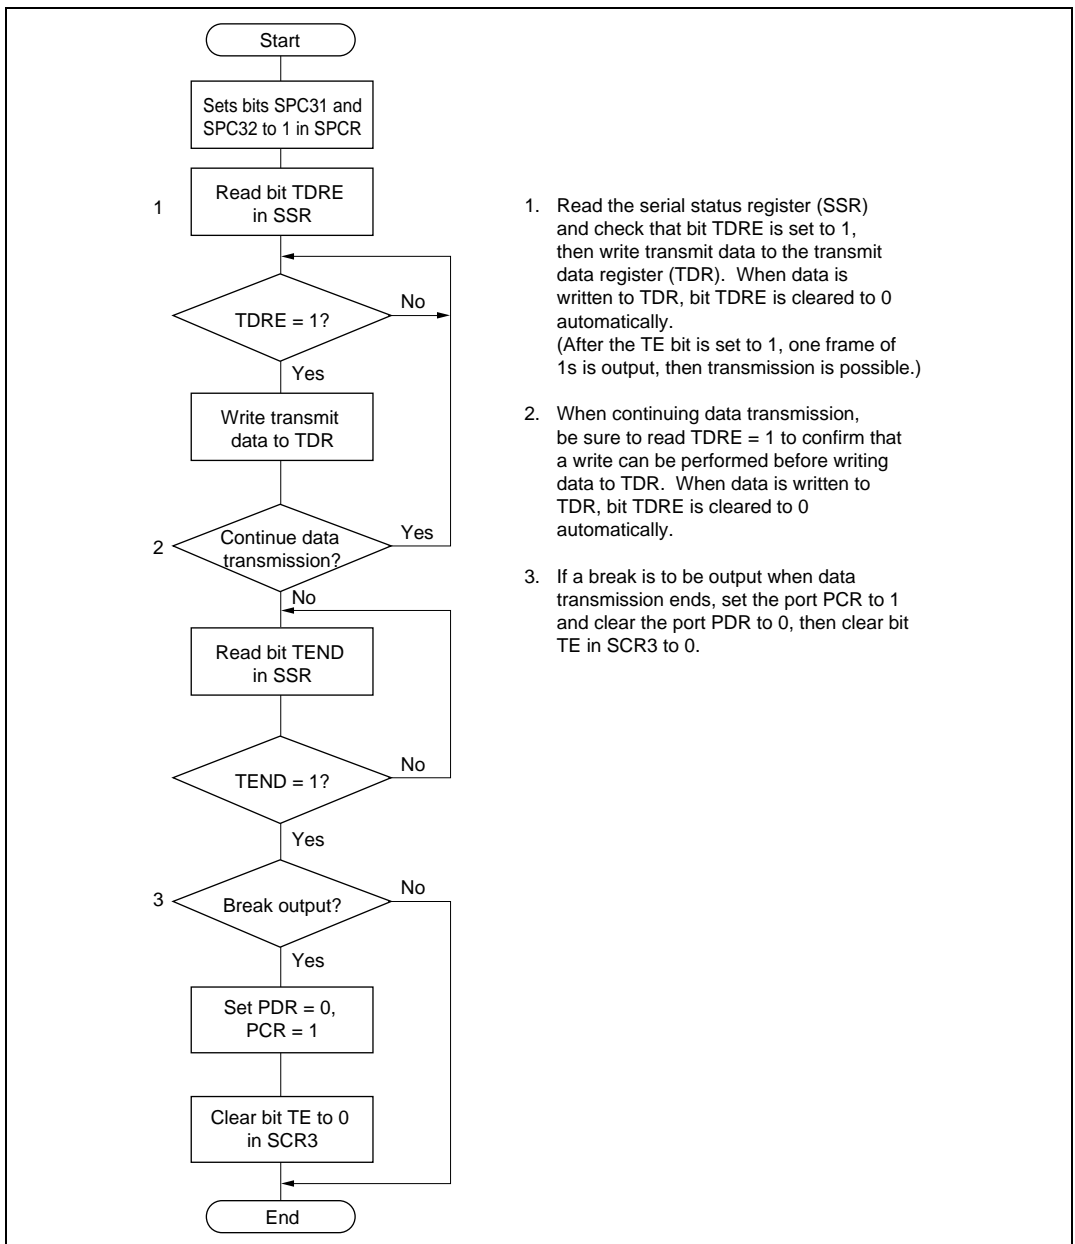 Start
Sets bits SPC31 and
SPC32 to 1 in SPCR
1
Read bit TDRE
in SSR
TDRE = 1?
No
Yes
Write transmit
data to TDR
2
Continue data
transmission?
Yes
No
Read bit TEND
in SSR
TEND = 1?
No
Yes
3
Break output?
No
Yes
Set PDR = 0,
PCR = 1
Clear bit TE to 0
in SCR3
End
1. Read the serial status register (SSR)
and check that bit TDRE is set to 1,
then write transmit data to the transmit
data register (TDR). When data is
written to TDR, bit TDRE is cleared to 0
automatically.
(After the TE bit is set to 1, one frame of
1s is output, then transmission is possible.)
2. When continuing data transmission,
be sure to read TDRE = 1 to confirm that
a write can be performed before writing
data to TDR. When data is written to
TDR, bit TDRE is cleared to 0
automatically.
3. If a break is to be output when data
transmission ends, set the port PCR to 1
and clear the port PDR to 0, then clear bit
TE in SCR3 to 0.